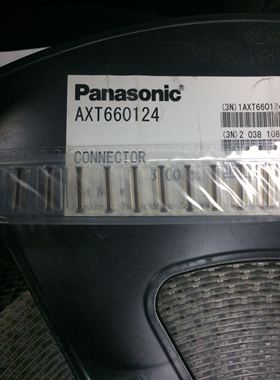 Panasonic
AXT660124
(3N)1AXT660124
(3N)2 038 108
CONNECTOR